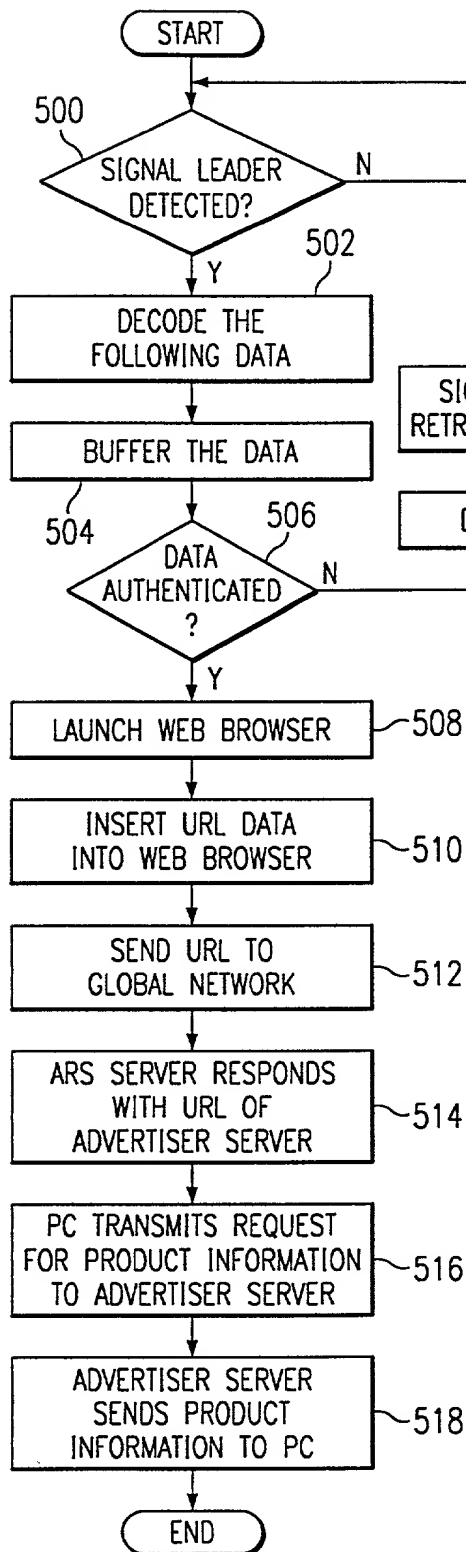 START
500
SIGNAL LEADER
DETECTED?
N
Y
502
DECODE THE
FOLLOWING DATA
BUFFER THE DATA
504
506
DATA
AUTHENTICATED
?
N
Y
LAUNCH WEB BROWSER
508
INSERT URL DATA
INTO WEB BROWSER
510
SEND URL TO
GLOBAL NETWORK
512
ARS SERVER RESPONDS
WITH URL OF
ADVERTISER SERVER
514
PC TRANSMITS REQUEST
FOR PRODUCT INFORMATION
TO ADVERTISER SERVER
516
ADVERTISER SERVER
SENDS PRODUCT
INFORMATION TO PC
518
END